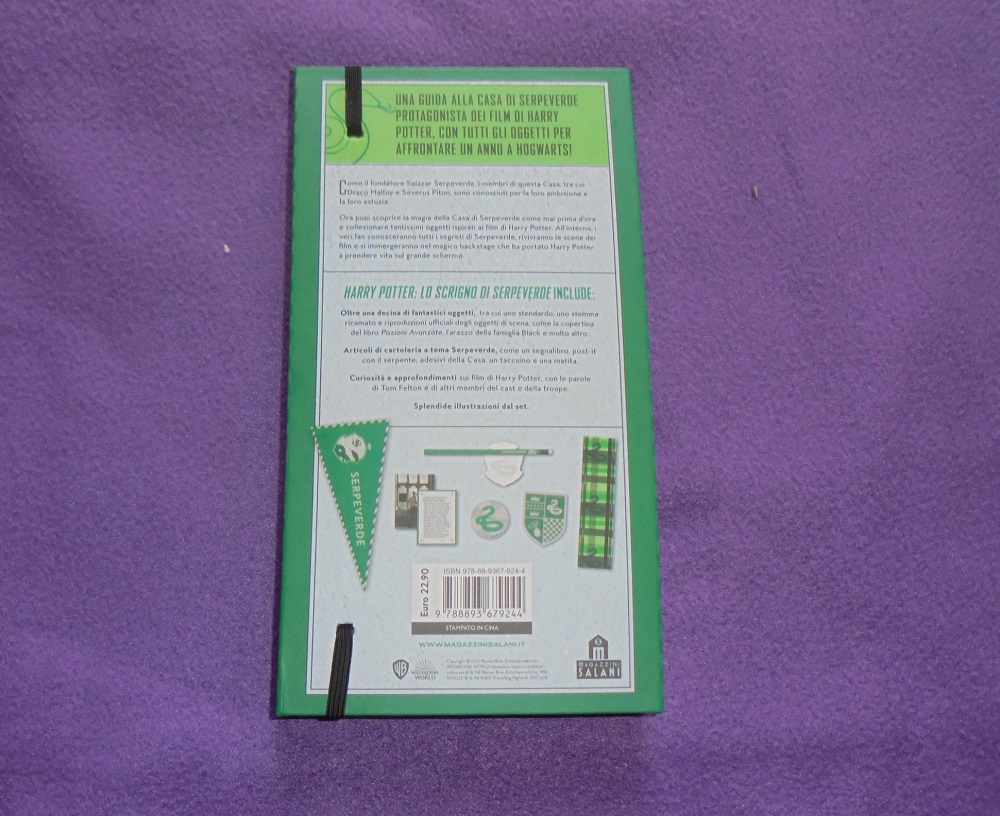 UNA GUIDA ALLA CASA DI SERPEVERDE
PROTAGONISTA DEI FILM DI HARRY
POTTER, CON TUTTI GLI OGGETTI PER
AFFRONTARE UN ANNO A HOGWARTS!
Come il fondatore Salazar Serpeverde, i membri di questa Casa, tra cui
Draco Malfoy e Severus Piton, sono conosciuti per la loro ambizione e
la loro astuzia.
Ora puoi scoprire la magia della Casa di Serpeverde come mai prima d'ora
e collezionare tantissimi oggetti ispirati ai film di Harry Potter. All'interno, i
veri fan conosceranno tutti i segreti di Serpeverde, rivivranno le scene dei
film e si immergeranno nel magico backstage che ha portato Harry Potter
a prendere vita sul grande schermo.
HARRY POTTER: LO SCRIGNO DI SERPEVERDE INCLUDE:
Oltre una decina di fantastici oggetti, tra cui uno stendardo, uno stemma
ricamato e riproduzioni ufficiali degli oggetti di scena, come la copertina
del libro Pozioni Avanzate, l'arazzo della famiglia Black e molto altro.
Articoli di cartoleria a tema Serpeverde, come un segnalibro, post-it
con il serpente, adesivi della Casa, un taccuino e una matita.
Curiosità e approfondimenti sui film di Harry Potter, con le parole
di Tom Felton e di altri membri del cast e della troupe.
Splendide illustrazioni dal set.
SERPEVERDE
Euro 22,90
ISBN 978-88-9367-924-4
9 788893 679244
STAMPATO IN CINA
WWW.MAGAZZINISALANI.IT
WB
WIZARDING
WORLD
MAGAZZINI
SALANI